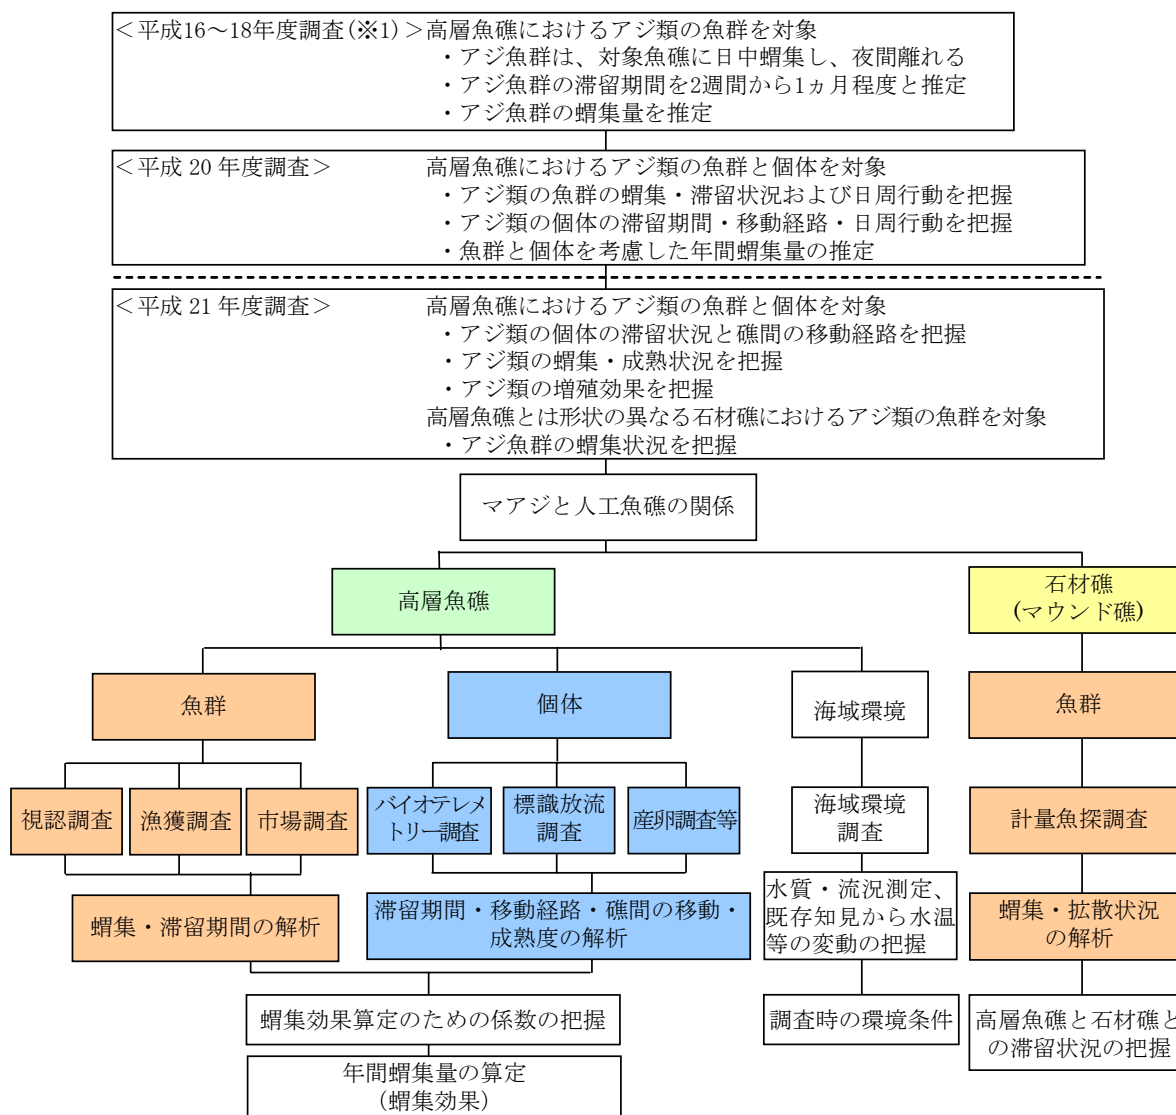 ＜平成16～18年度調査(※1)＞高層魚礁におけるアジ類の魚群を対象
・アジ魚群は、対象魚礁に日中蝟集し、夜間離れる
・アジ魚群の滞留期間を2週間から1ヵ月程度と推定
・アジ魚群の蝟集量を推定
＜平成 20 年度調査＞ 高層魚礁におけるアジ類の魚群と個体を対象
・アジ類の魚群の蝟集・滞留状況および日周行動を把握
・アジ類の個体の滞留期間・移動経路・日周行動を把握
・魚群と個体を考慮した年間蝟集量の推定
＜平成 21 年度調査＞ 高層魚礁におけるアジ類の魚群と個体を対象
・アジ類の個体の滞留状況と礁間の移動経路を把握
・アジ類の蝟集・成熟状況を把握
・アジ類の増殖効果を把握
高層魚礁とは形状の異なる石材礁におけるアジ類の魚群を対象
・アジ魚群の蝟集状況を把握
マアジと人工魚礁の関係
高層魚礁
石材礁
(マウンド礁)
魚群
個体
海域環境
魚群
視認調査
漁獲調査
市場調査
バイオテレメ
トリー調査
標識放流
調査
産卵調査等
海域環境
調査
計量魚探調査
蝟集・滞留期間の解析
滞留期間・移動経路・礁間の移動・
成熟度の解析
水質・流況測定、
既存知見から水温
等の変動の把握
蝟集・拡散状況
の解析
蝟集効果算定のための係数の把握
調査時の環境条件
高層魚礁と石材礁と
の滞留状況の把握
年間蝟集量の算定
（蝟集効果）